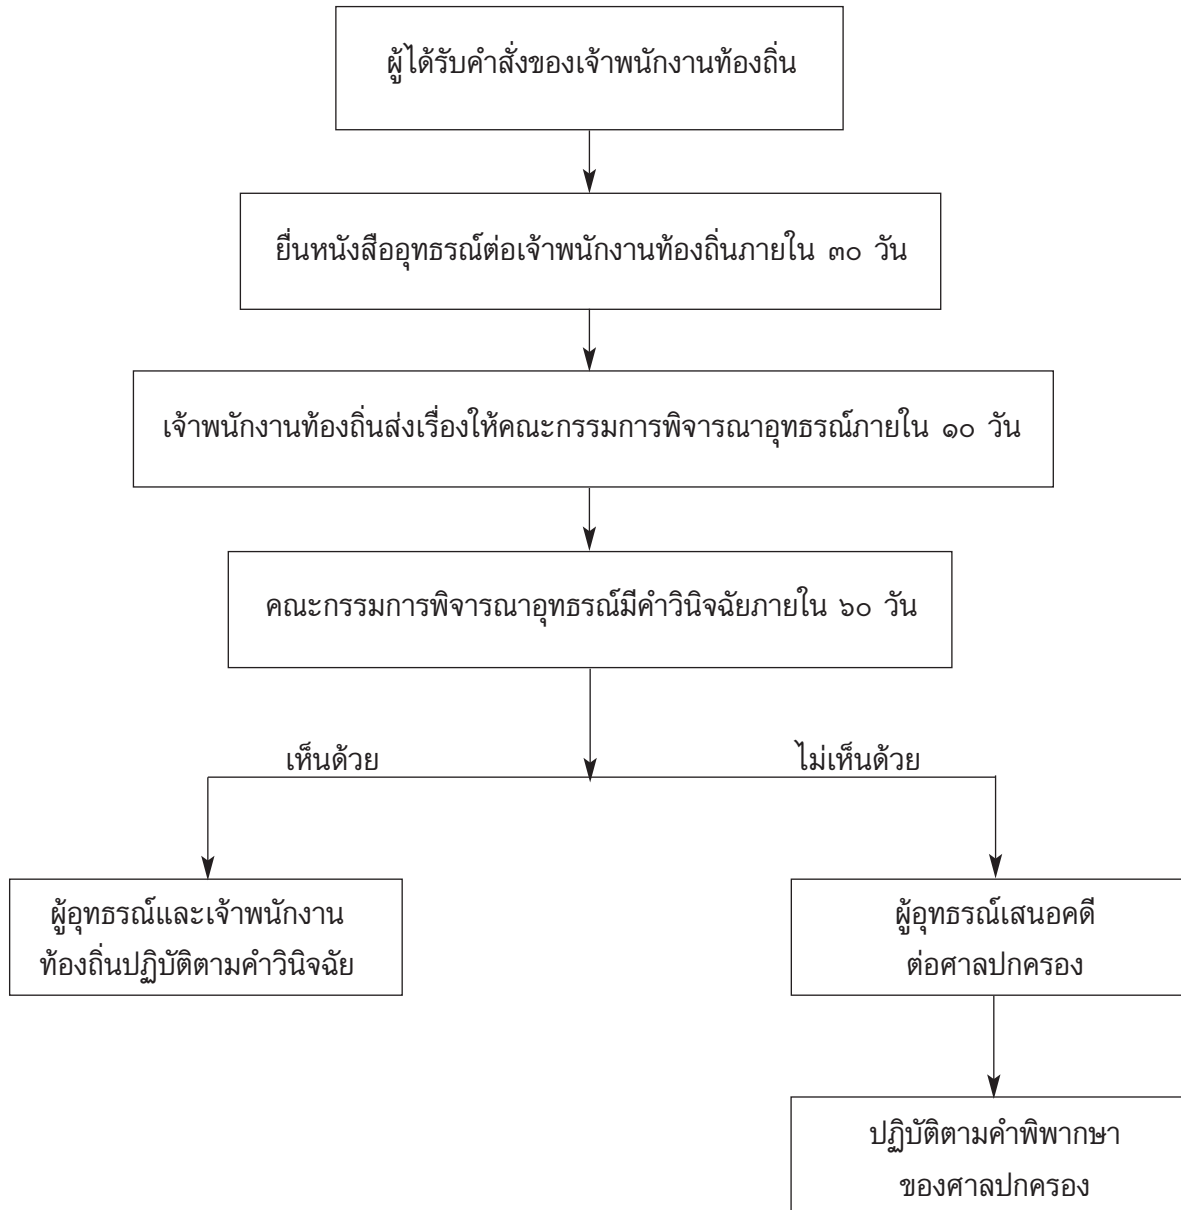 ผู้ได้รับคำสั่งของเจ้าพนักงานท้องถิ่น
ยื่นหนังสืออุทธรณ์ต่อเจ้าพนักงานท้องถิ่นภายใน ๓๐ วัน
เจ้าพนักงานท้องถิ่นส่งเรื่องให้คณะกรรมการพิจารณาอุทธรณ์ภายใน ๑๐ วัน
คณะกรรมการพิจารณาอุทธรณ์มีคำวินิจฉัยภายใน ๖๐ วัน
เห็นด้วย
ไม่เห็นด้วย
ผู้อุทธรณ์และเจ้าพนักงาน
ท้องถิ่นปฏิบัติตามคำวินิจฉัย
ผู้อุทธรณ์เสนอคดี
ต่อศาลปกครอง
ปฏิบัติตามคำพิพากษา
ของศาลปกครอง